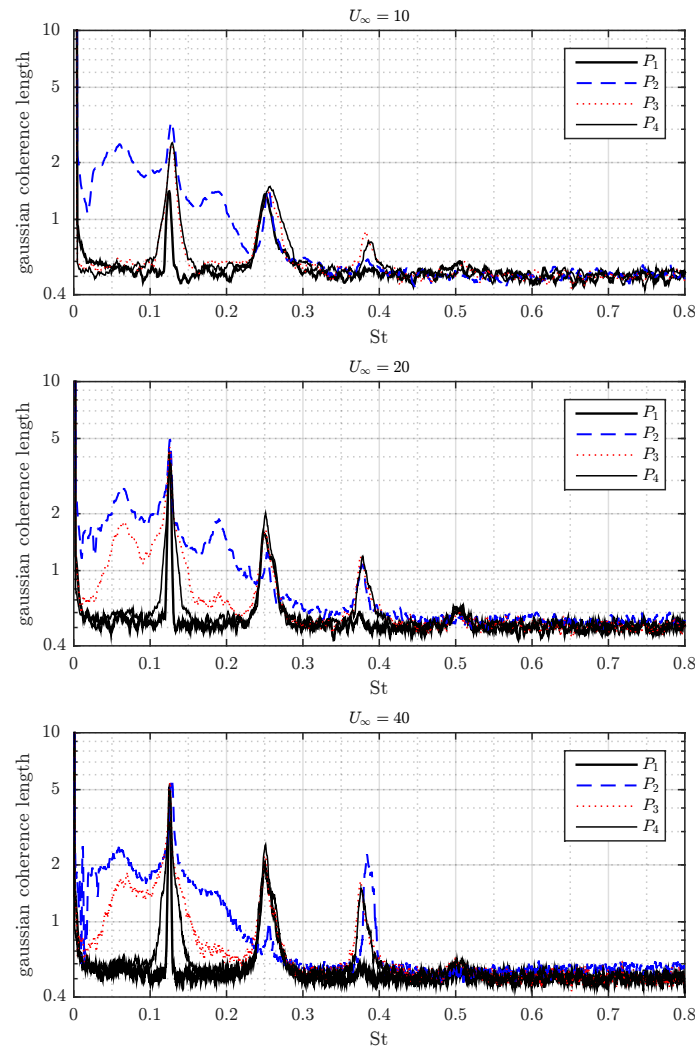 U∞ = 10
gaussian coherence length
10
5
2
1
0.4
P1
P2
P3
P4
0 0.1 0.2 0.3 0.4 0.5 0.6 0.7 0.8
St
U∞ = 20
gaussian coherence length
10
5
2
1
0.4
P1
P2
P3
P4
0 0.1 0.2 0.3 0.4 0.5 0.6 0.7 0.8
St
U∞ = 40
gaussian coherence length
10
5
2
1
0.4
P1
P2
P3
P4
0 0.1 0.2 0.3 0.4 0.5 0.6 0.7 0.8
St